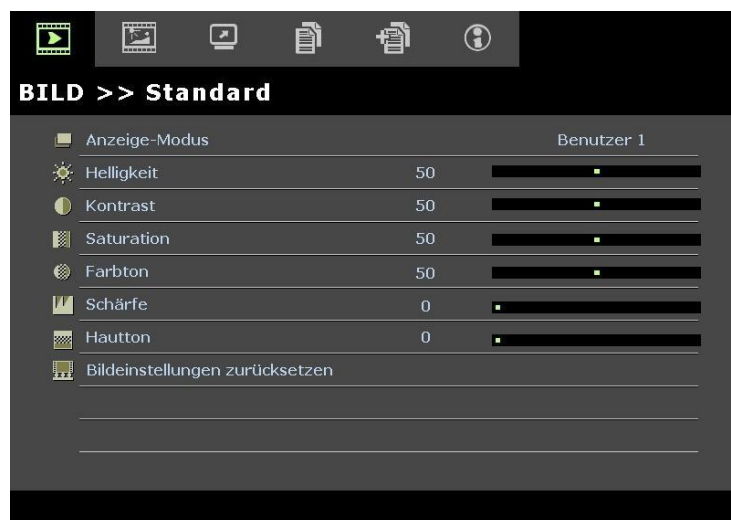 BILD >> Standard
Anzeige-Modus Benutzer 1
Helligkeit 50
Kontrast 50
Saturation 50
Farbton 50
Schärfe 0
Hautton 0
Bildeinstellungen zurücksetzen